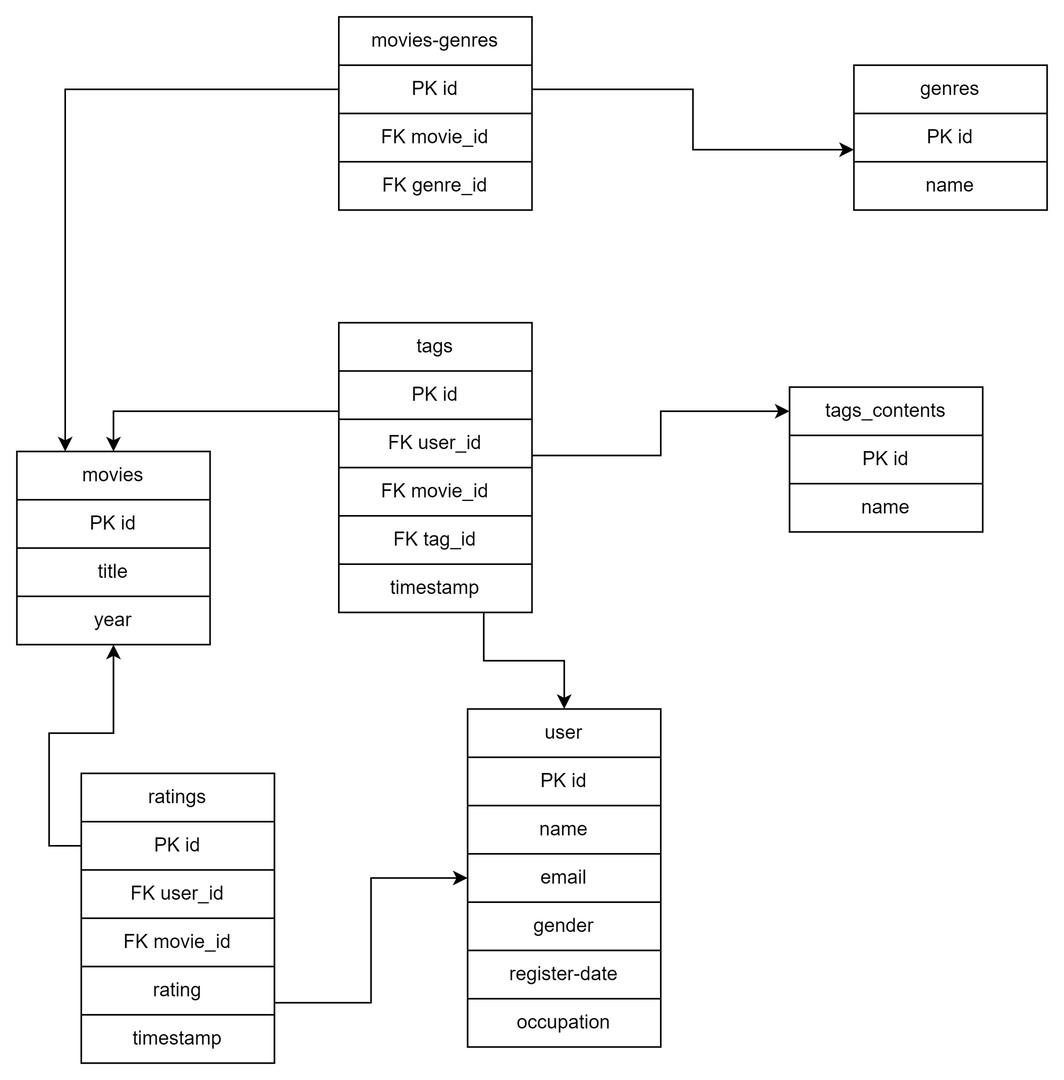 movies-genres
PK id
FK movie_id
FK genre_id
genres
PK id
name
tags
PK id
FK user_id
FK movie_id
FK tag_id
timestamp
tags_contents
PK id
name
movies
PK id
title
year
ratings
PK id
FK user_id
FK movie_id
rating
timestamp
user
PK id
name
email
gender
register-date
occupation